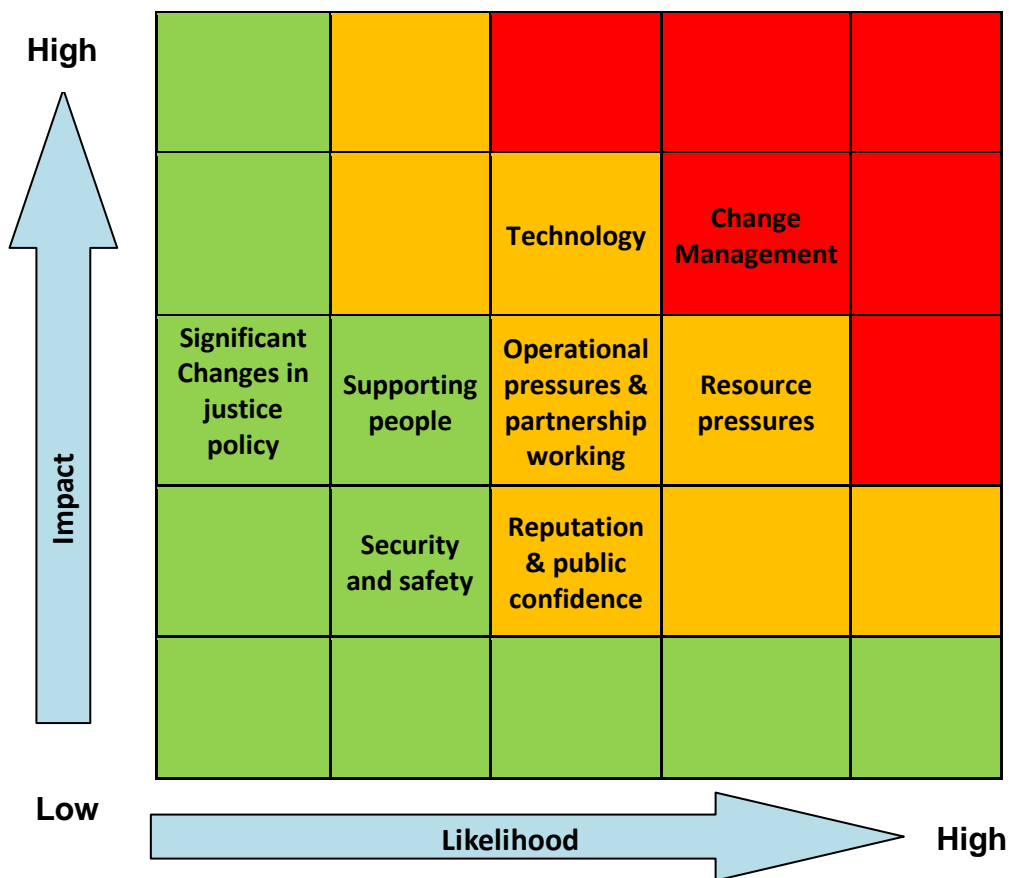 High
Technology
Change
Management
Significant
Changes in
justice
policy
Supporting
people
Operational
pressures &
partnership
working
Resource
pressures
Impact
Security
and safety
Reputation
& public
confidence
Low
Likelihood
High